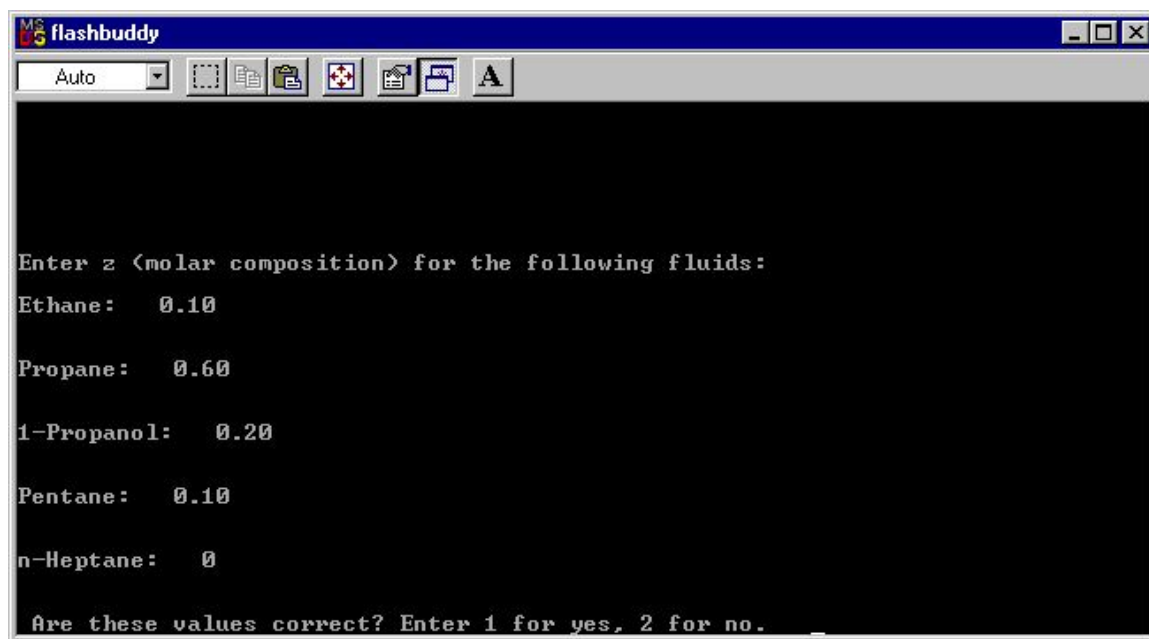 flashbuddy
Auto
A
Enter z (molar composition) for the following fluids:
Ethane: 0.10
Propane: 0.60
1-Propanol: 0.20
Pentane: 0.10
n-Heptane: 0
Are these values correct? Enter 1 for yes, 2 for no. _